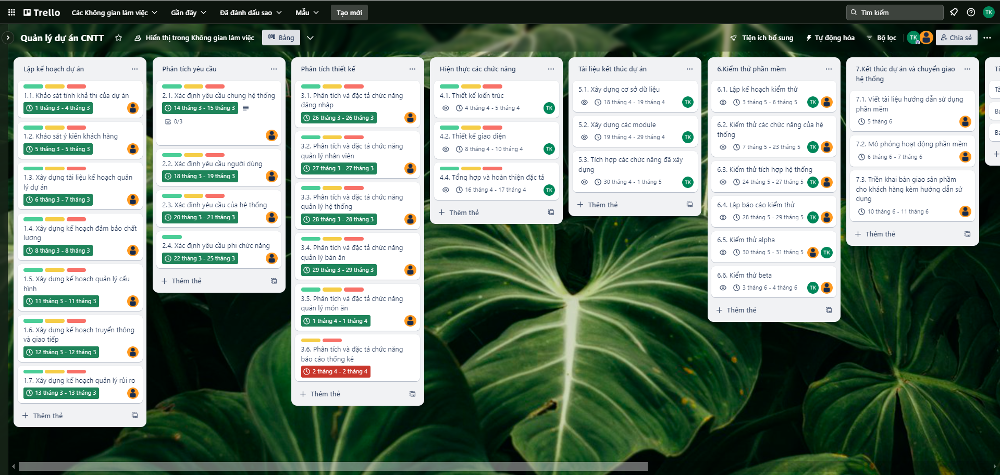 Trello
Các Không gian làm việc
Gần đây
Đã đánh dấu sao
Mẫu
Tạo mới
Tìm kiếm
TK
Quản lý dự án CNTT
Hiển thị trong Không gian làm việc
Bảng
Tiện ích bổ sung
Tự động hóa
Bộ lọc
TK
Chia sẻ
Lập kế hoạch dự án
1.1. Khảo sát tính khả thi của dự án
1 tháng 3 - 4 tháng 3
1.2. Khảo sát ý kiến khách hàng
5 tháng 3 - 5 tháng 3
1.3. Xây dựng tài liệu kế hoạch quản
lý dự án
6 tháng 3 - 7 tháng 3
1.4. Xây dựng kế hoạch đảm bảo chất
lượng
8 tháng 3 - 8 tháng 3
1.5. Xây dựng kế hoạch quản lý cấu
hình
11 tháng 3 - 11 tháng 3
1.6. Xây dựng kế hoạch truyền thông
và giao tiếp
12 tháng 3 - 12 tháng 3
1.7. Xây dựng kế hoạch quản lý rủi ro
13 tháng 3 - 13 tháng 3
Thêm thẻ
Phân tích yêu cầu
2.1. Xác định yêu cầu chung hệ thống
14 tháng 3 - 15 tháng 3
0/3
2.2. Xác định yêu cầu người dùng
18 tháng 3 - 19 tháng 3
2.3. Xác định yêu cầu của hệ thống
20 tháng 3 - 21 tháng 3
2.4. Xác định yêu cầu phi chức năng
22 tháng 3 - 25 tháng 3
Thêm thẻ
Phân tích thiết kế
3.1. Phân tích và đặc tả chức năng
đăng nhập
26 tháng 3 - 26 tháng 3
3.2. Phân tích và đặc tả chức năng
quản lý nhân viên
27 tháng 3 - 27 tháng 3
3.3. Phân tích và đặc tả chức năng
quản lý hệ thống
28 tháng 3 - 28 tháng 3
3.4. Phân tích và đặc tả chức năng
quản lý bàn ăn
29 tháng 3 - 29 tháng 3
3.5. Phân tích và đặc tả chức năng
quản lý món ăn
1 tháng 4 - 1 tháng 4
3.6. Phân tích và đặc tả chức năng
báo cáo thống kê
2 tháng 4 - 2 tháng 4
Thêm thẻ
Hiện thực các chức năng
4.1. Thiết kế kiến trúc
4 tháng 4 - 5 tháng 4
TK
4.2. Thiết kế giao diện
8 tháng 4 - 10 tháng 4
TK
4.4. Tổng hợp và hoàn thiện đặc tả
16 tháng 4 - 17 tháng 4
TK
Thêm thẻ
Tài liệu kết thúc dự án
5.1. Xây dựng cơ sở dữ liệu
18 tháng 4 - 19 tháng 4
TK
5.2. Xây dựng các module
19 tháng 4 - 29 tháng 4
TK
5.3. Tích hợp các chức năng đã xây
dựng
30 tháng 4 - 1 tháng 5
TK
Thêm thẻ
6.Kiểm thử phần mềm
6.1. Lập kế hoạch kiểm thử
3 tháng 5 - 6 tháng 5
TK
6.2. Kiểm thử các chức năng của hệ
thống
7 tháng 5 - 23 tháng 5
TK
6.3. Kiểm thử tích hợp hệ thống
24 tháng 5 - 27 tháng 5
TK
6.4. Lập báo cáo kiểm thử
28 tháng 5 - 29 tháng 5
TK
6.5. Kiểm thử alpha
30 tháng 5 - 31 tháng 5
TK
6.6. Kiểm thử beta
3 tháng 6 - 4 tháng 6
TK
Thêm thẻ
7.Kết thúc dự án và chuyển giao
hệ thống
7.1. Viết tài liệu hướng dẫn sử dụng
phần mềm
5 tháng 6
7.2. Mô phỏng hoạt động phần mềm
6 tháng 6 - 7 tháng 6
7.3. Triển khai bàn giao sản phầm
cho khách hàng kèm hướng dẫn sử
dụng
10 tháng 6 - 11 tháng 6
Thêm thẻ